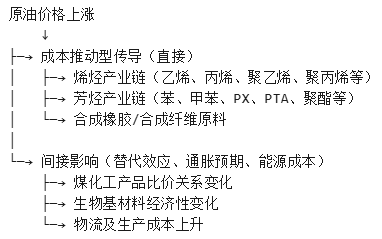 原油价格上涨
↓
├─→ 成本推动型传导（直接）
│ ├─→ 烯烃产业链（乙烯、丙烯、聚乙烯、聚丙烯等）
│ ├─→ 芳烃产业链（苯、甲苯、PX、PTA、聚酯等）
│ └─→ 合成橡胶/合成纤维原料
│
└─→ 间接影响（替代效应、通胀预期、能源成本）
├─→ 煤化工产品比价关系变化
├─→ 生物基材料经济性变化
└─→ 物流及生产成本上升